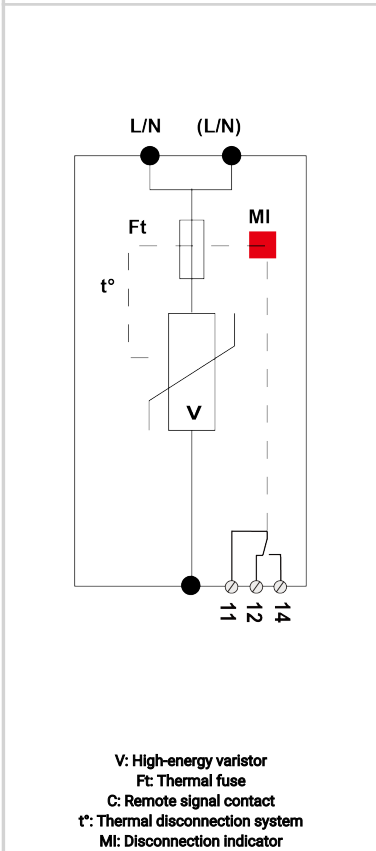 L/N (L/N)
Ft MI
t°
V
11 12 14
V: High-energy varistor
Ft: Thermal fuse
C: Remote signal contact
t°: Thermal disconnection system
MI: Disconnection indicator